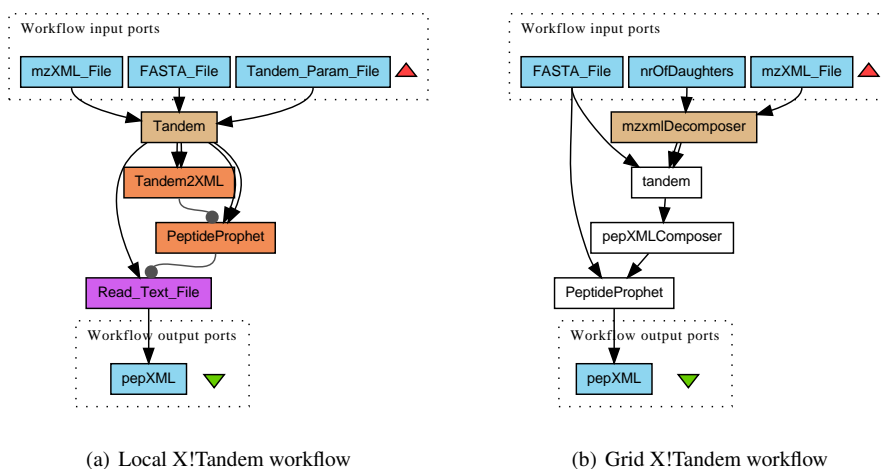 Workflow input ports
mzXML_File FASTA_File Tandem_Param_File
Tandem
Tandem2XML
PeptideProphet
Read_Text_File
Workflow output ports
pepXML
(a) Local X!Tandem workflow
Workflow input ports
FASTA_File nrOfDaughters mzXML_File
mzxmlDecomposer
tandem
pepXMLComposer
PeptideProphet
Workflow output ports
pepXML
(b) Grid X!Tandem workflow